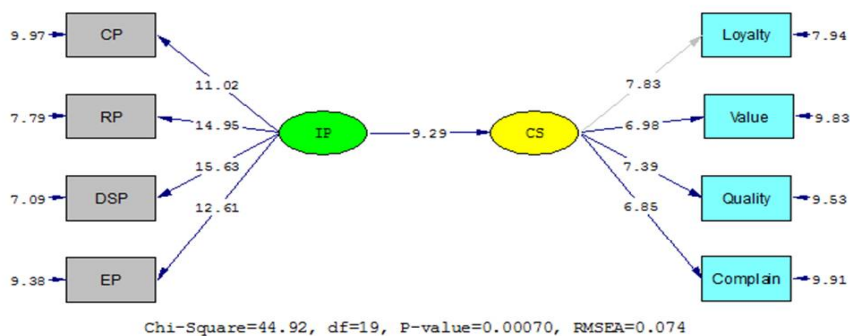 9.97 CP Loyalty 7.94
11.02 7.83
7.79 RP 14.95 IP 9.29 CS 6.98 Value 9.83
15.63 7.39
7.09 DSP 12.61 6.85 Quality 9.53
9.38 EP Complain 9.91
Chi-Square=44.92, df=19, P-value=0.00070, RMSEA=0.074